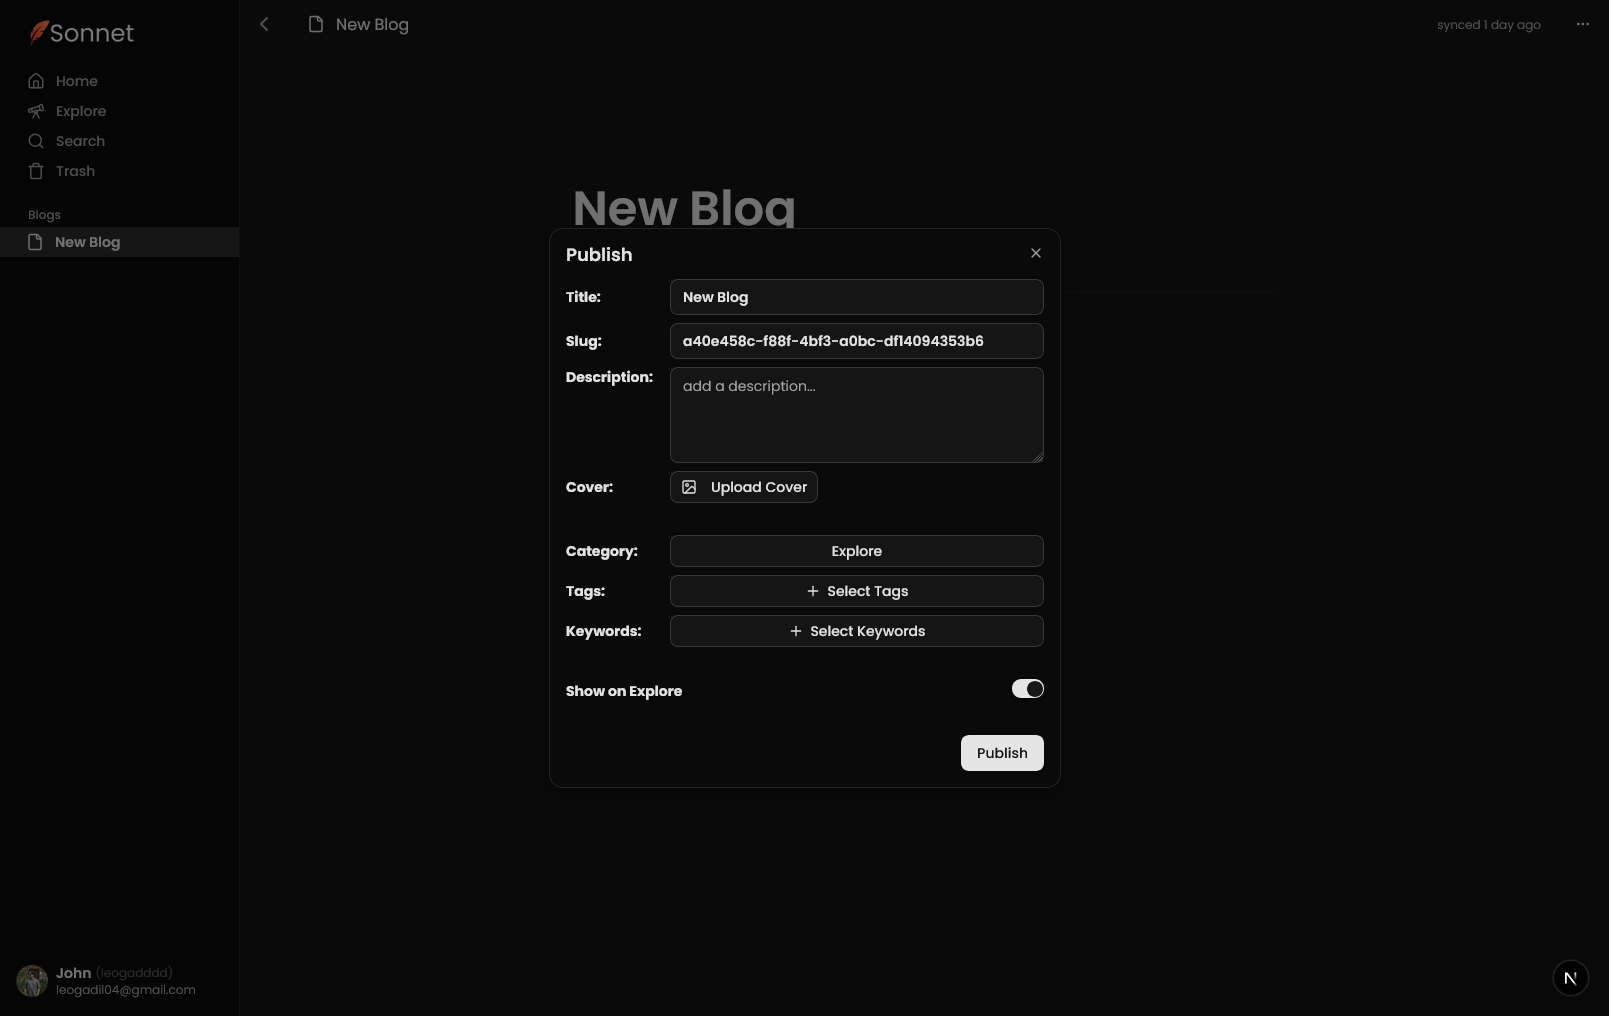 Sonnet
Home
Explore
Search
Trash
Blogs
New Blog
John (leogadddd)
leogadil04@gmail.com
New Blog
synced 1 day ago
New Blog
Publish
Title:
New Blog
Slug:
a40e458c-f88f-4bf3-a0bc-df14094353b6
Description:
add a description...
Cover:
Upload Cover
Category:
Explore
Tags:
+ Select Tags
Keywords:
+ Select Keywords
Show on Explore
Publish
N